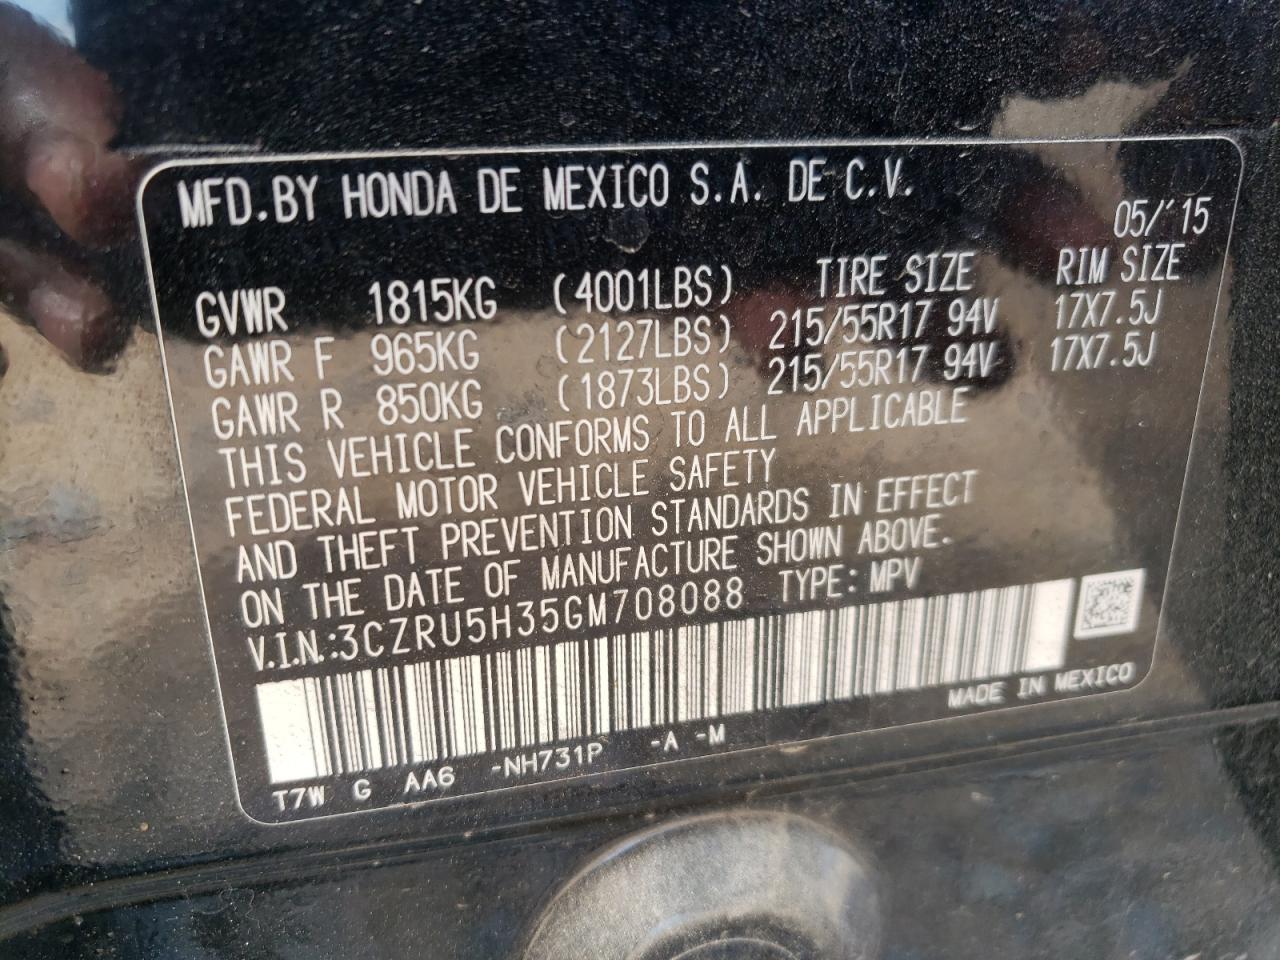 MFD.BY HONDA DE MEXICO S.A. DE C.V.
05/'15
GVWR 1815KG (4001LBS) TIRE SIZE RIM SIZE
GAWR F 965KG (2127LBS) 215/55R17 94V 17X7.5J
GAWR R 850KG (1873LBS) 215/55R17 94V 17X7.5J
THIS VEHICLE CONFORMS TO ALL APPLICABLE
FEDERAL MOTOR VEHICLE SAFETY
AND THEFT PREVENTION STANDARDS IN EFFECT
ON THE DATE OF MANUFACTURE SHOWN ABOVE.
V.I.N.:3CZRU5H35GM708088 TYPE: MPV
MADE IN MEXICO
T7W G AA6 -NH731P -A -M